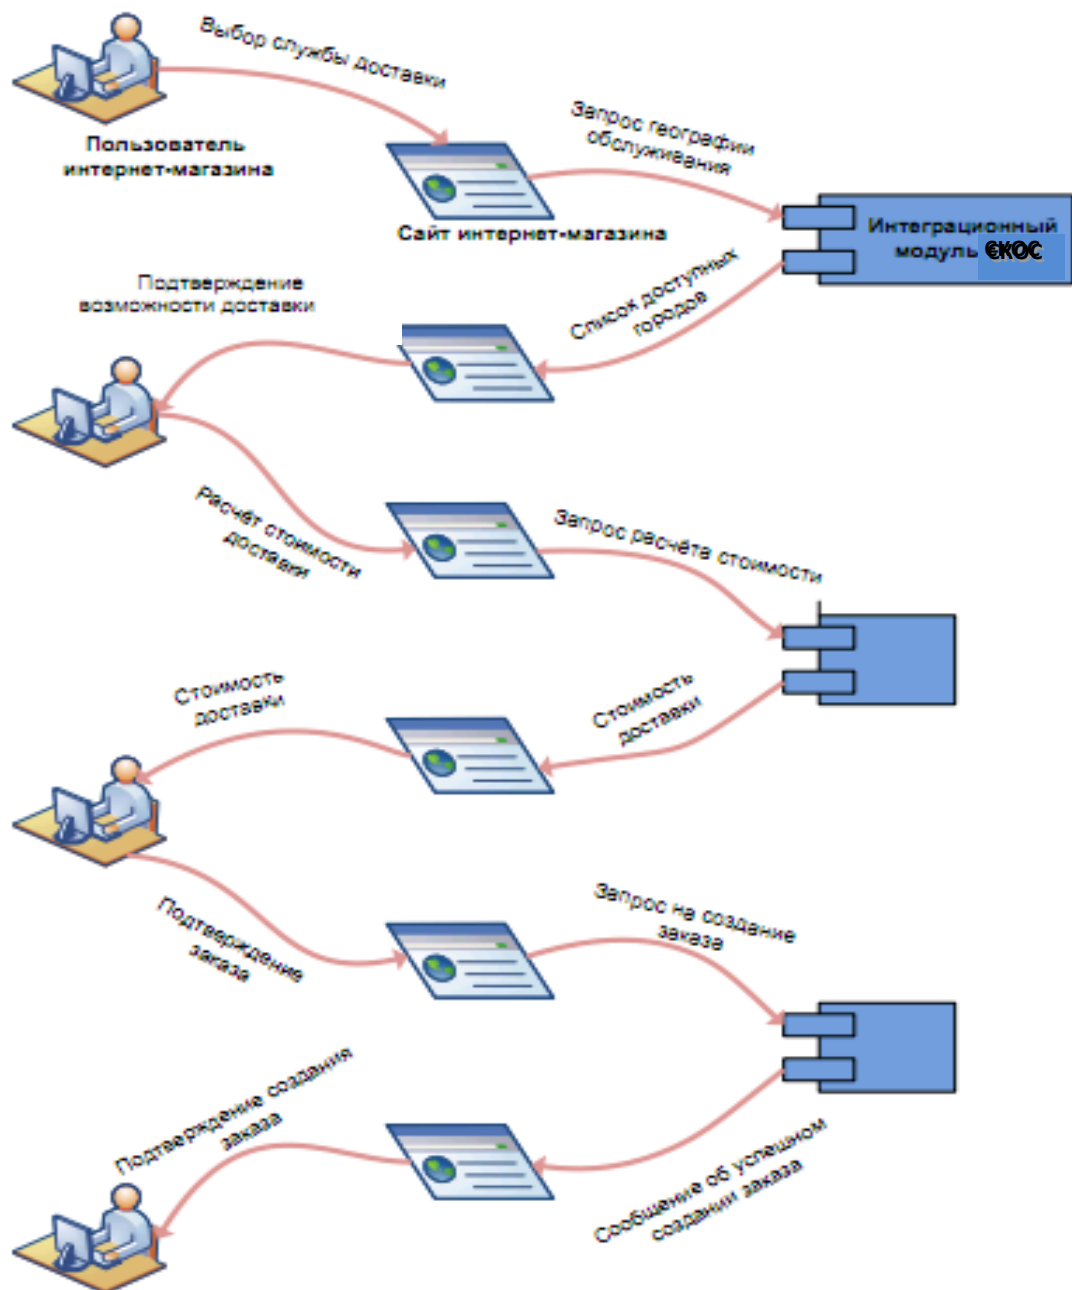 Выбор службы доставки
Запрос географии
обслуживания
Пользователь
интернет-магазина
Сайт интернет-магазина
Интеграционный
модуль ЄКОС
Подтверждение
возможности доставки
Список доступных
городов
Расчёт стоимости
доставки
Запрос расчёта стоимости
Стоимость
доставки
Стоимость
доставки
Подтверждение
заказа
Запрос на создание
заказа
Подтверждение создания
заказа
Сообщение об успешном
создании заказа